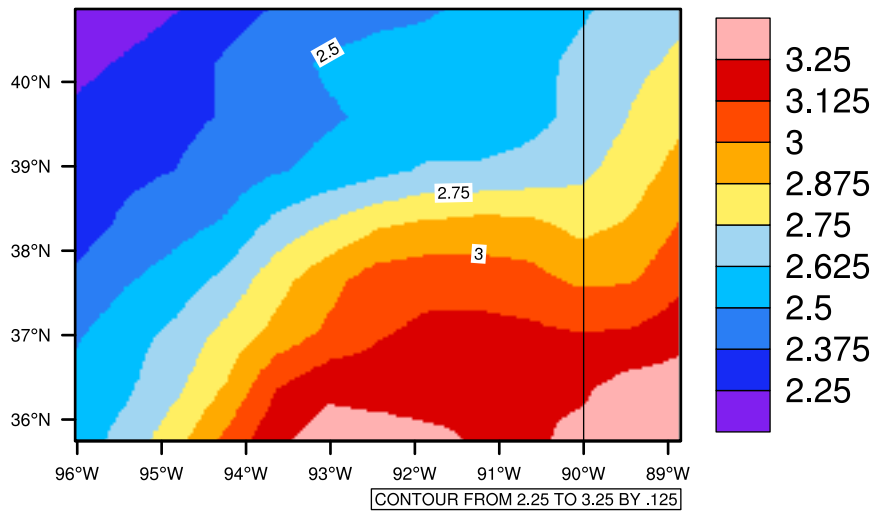 2.5
2.75
3
40°N
39°N
38°N
37°N
36°N
96°W
95°W
94°W
93°W
92°W
91°W
90°W
89°W
3.25
3.125
3
2.875
2.75
2.625
2.5
2.375
2.25
CONTOUR FROM 2.25 TO 3.25 BY .125